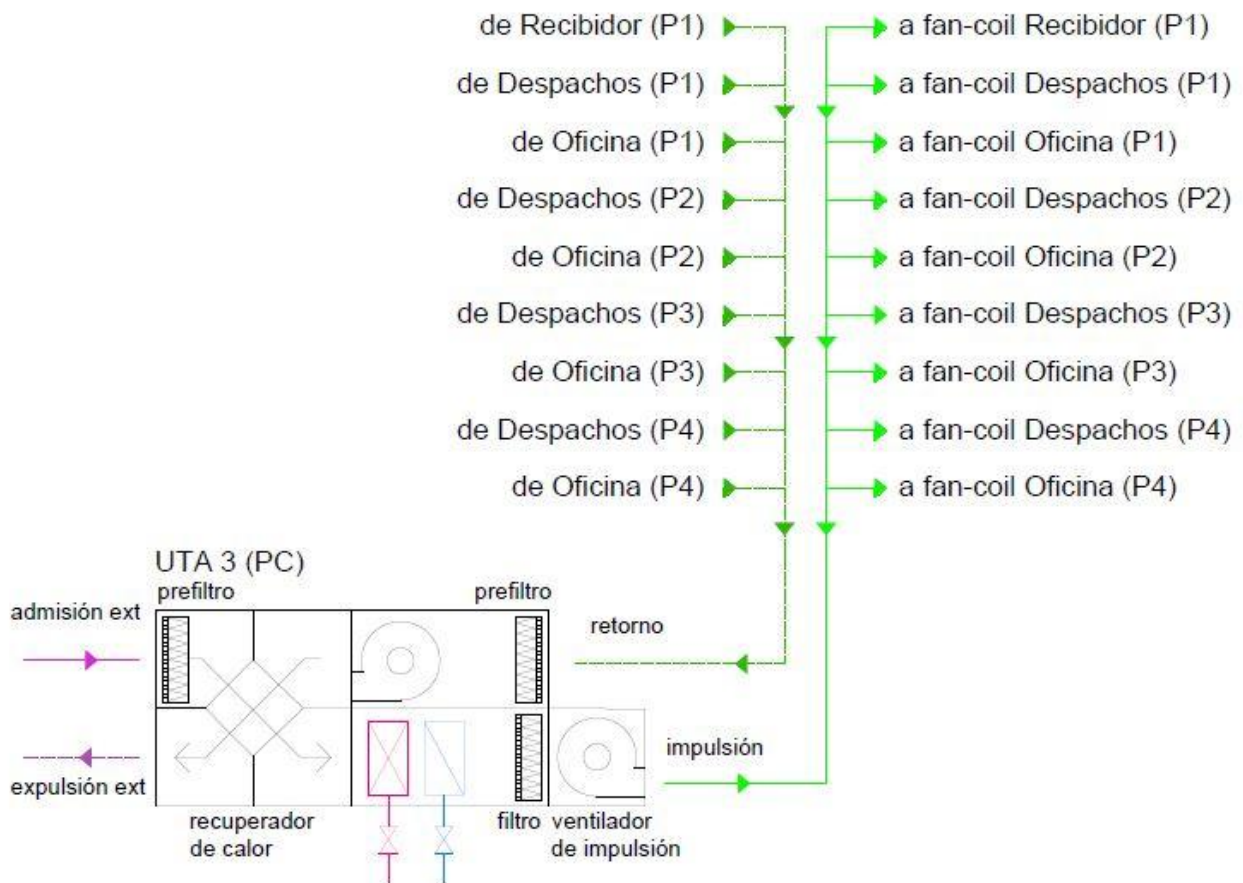 de Recibidor (P1)
a fan-coil Recibidor (P1)
de Despachos (P1)
a fan-coil Despachos (P1)
de Oficina (P1)
a fan-coil Oficina (P1)
de Despachos (P2)
a fan-coil Despachos (P2)
de Oficina (P2)
a fan-coil Oficina (P2)
de Despachos (P3)
a fan-coil Despachos (P3)
de Oficina (P3)
a fan-coil Oficina (P3)
de Despachos (P4)
a fan-coil Despachos (P4)
de Oficina (P4)
a fan-coil Oficina (P4)
UTA 3 (PC)
prefiltro
prefiltro
admisión ext
retorno
impulsión
expulsión ext
recuperador
de calor
filtro
ventilador
de impulsión